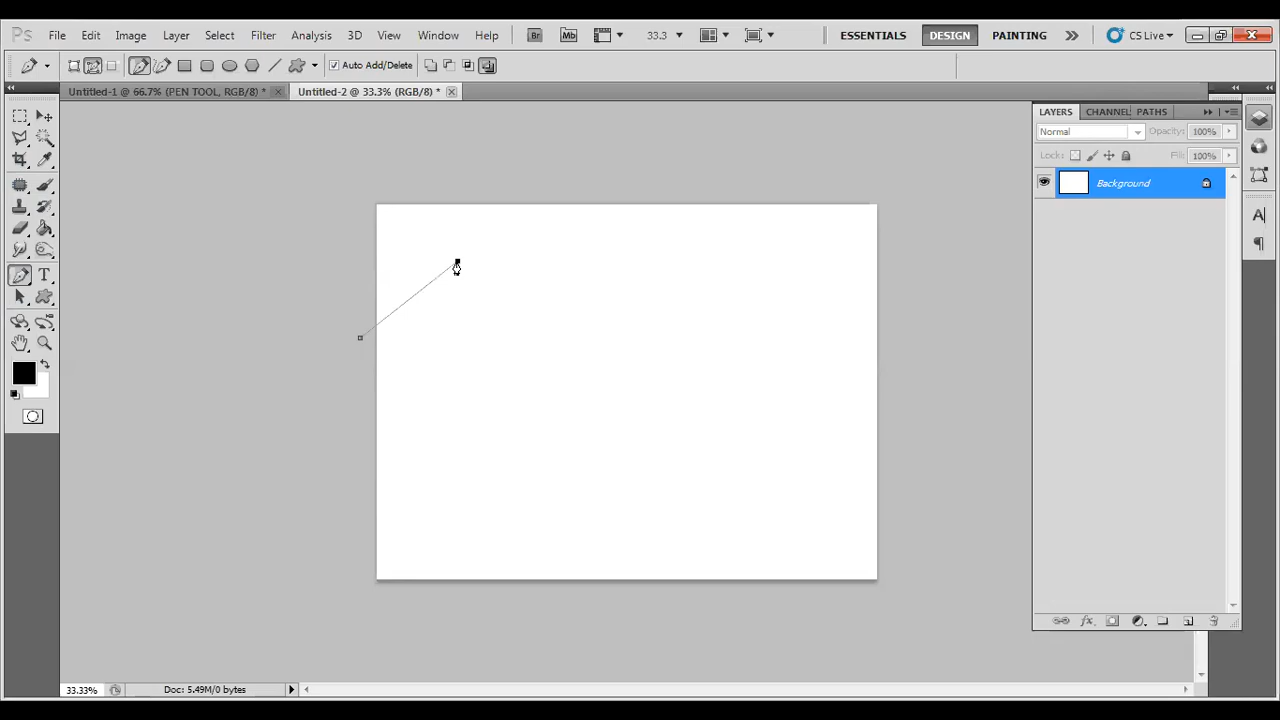 Ps File Edit Image Layer Select Filter Analysis 3D View Window Help Br Mb 33.3 ESSENTIALS DESIGN PAINTING CS Live
Auto Add/Delete
Untitled-1 @ 66.7% (PEN TOOL, RGB/8) * Untitled-2 @ 33.3% (RGB/8) *
LAYERS CHANNEL PATHS
Normal Opacity: 100%
Lock: Fill: 100%
Background
T
A
33.33% Doc: 5.49M/0 bytes
fx